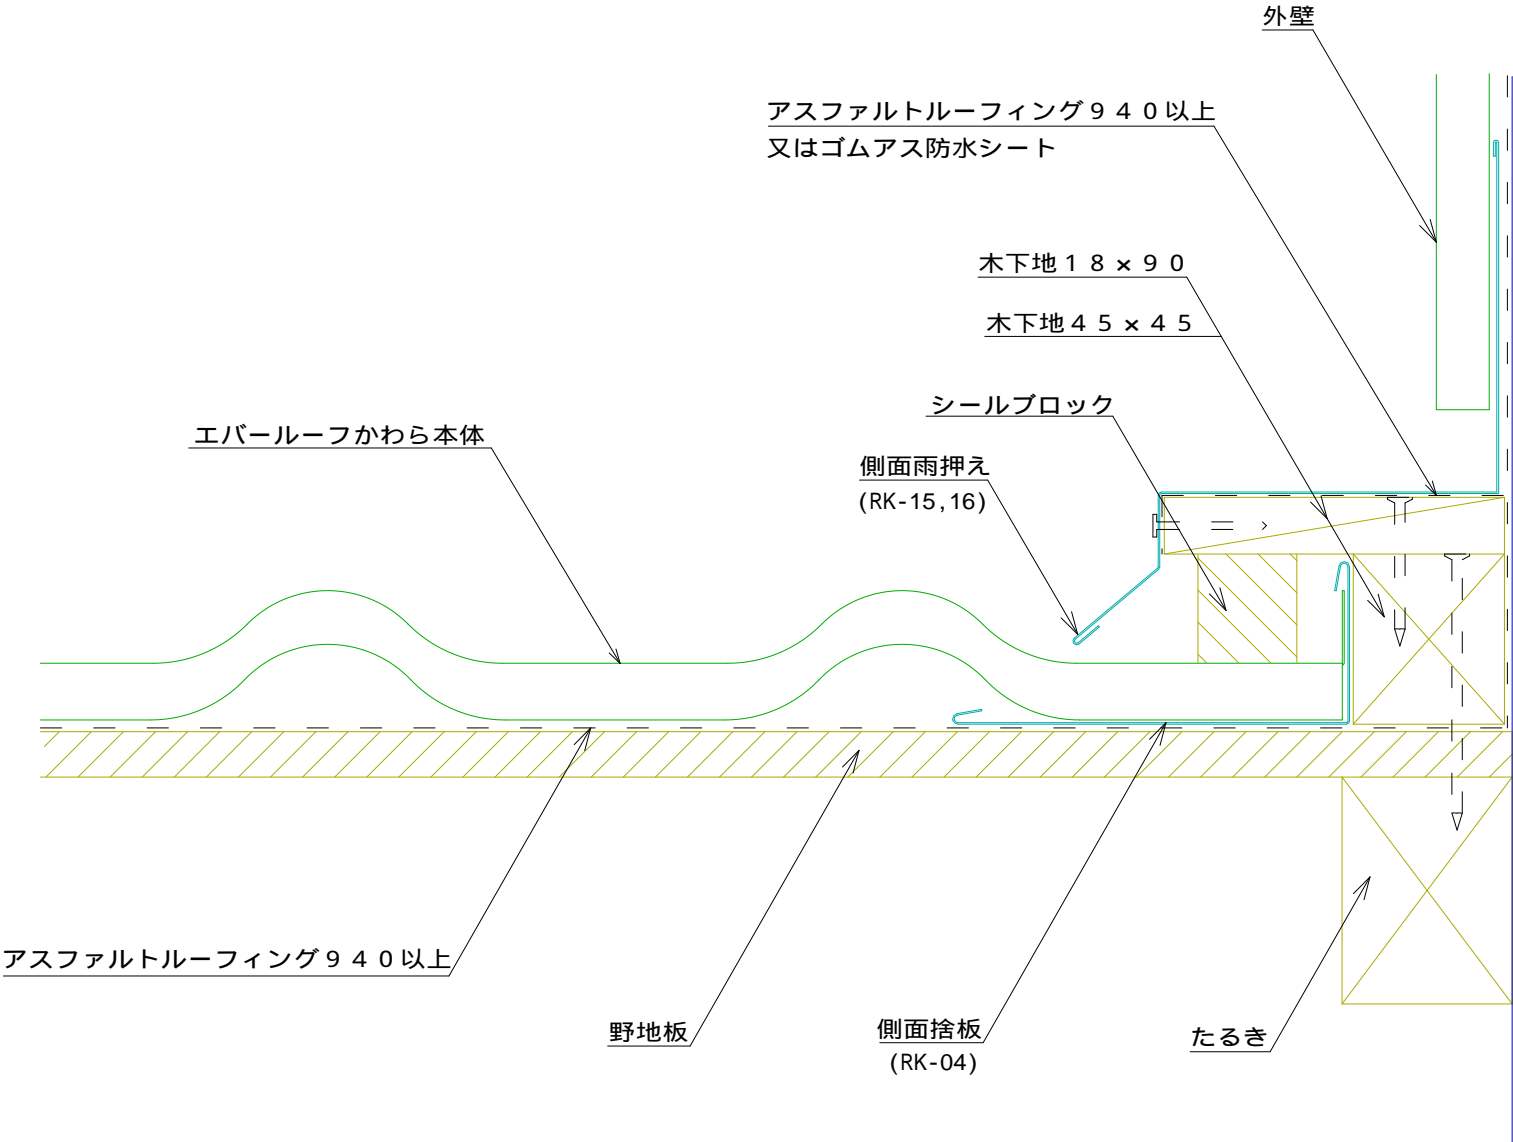 外壁
アスファルトルーフィング９４０以上
又はゴムアス防水シート
木下地１８×９０
木下地４５×４５
シールブロック
エバールーフかわら本体
側面雨押え
(RK-15,16)
アスファルトルーフィング９４０以上
野地板
側面捨板
(RK-04)
たるき